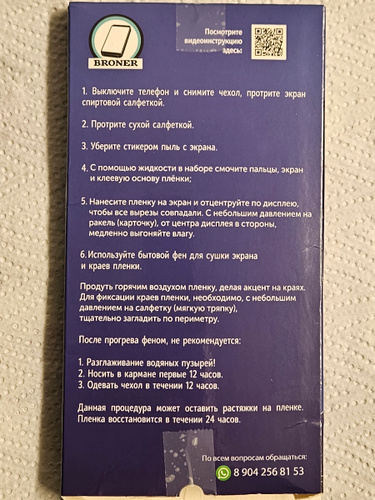 BRONER
Посмотрите
видеоинструкцию
здесь:
1. Выключите телефон и снимите чехол, протрите экран
спиртовой салфеткой.
2. Протрите сухой салфеткой.
3. Уберите стикером пыль с экрана.
4. С помощью жидкости в наборе смочите пальцы, экран
и клеевую основу плёнки;
5. Нанесите пленку на экран и отцентруйте по дисплею,
чтобы все вырезы совпадали. С небольшим давлением на
ракель (карточку), от центра дисплея в стороны,
медленно выгоняйте влагу.
6. Используйте бытовой фен для сушки экрана
и краев пленки.
Продуть горячим воздухом пленку, делая акцент на краях.
Для фиксации краев пленки, необходимо, с небольшим
давлением на салфетку (мягкую тряпку),
тщательно загладить по периметру.
После прогрева феном, не рекомендуется:
1. Разглаживание водяных пузырей!
2. Носить в кармане первые 12 часов.
3. Одевать чехол в течении 12 часов.
Данная процедура может оставить растяжки на пленке.
Пленка восстановится в течении 24 часов.
По всем вопросам обращаться:
8 904 256 81 53